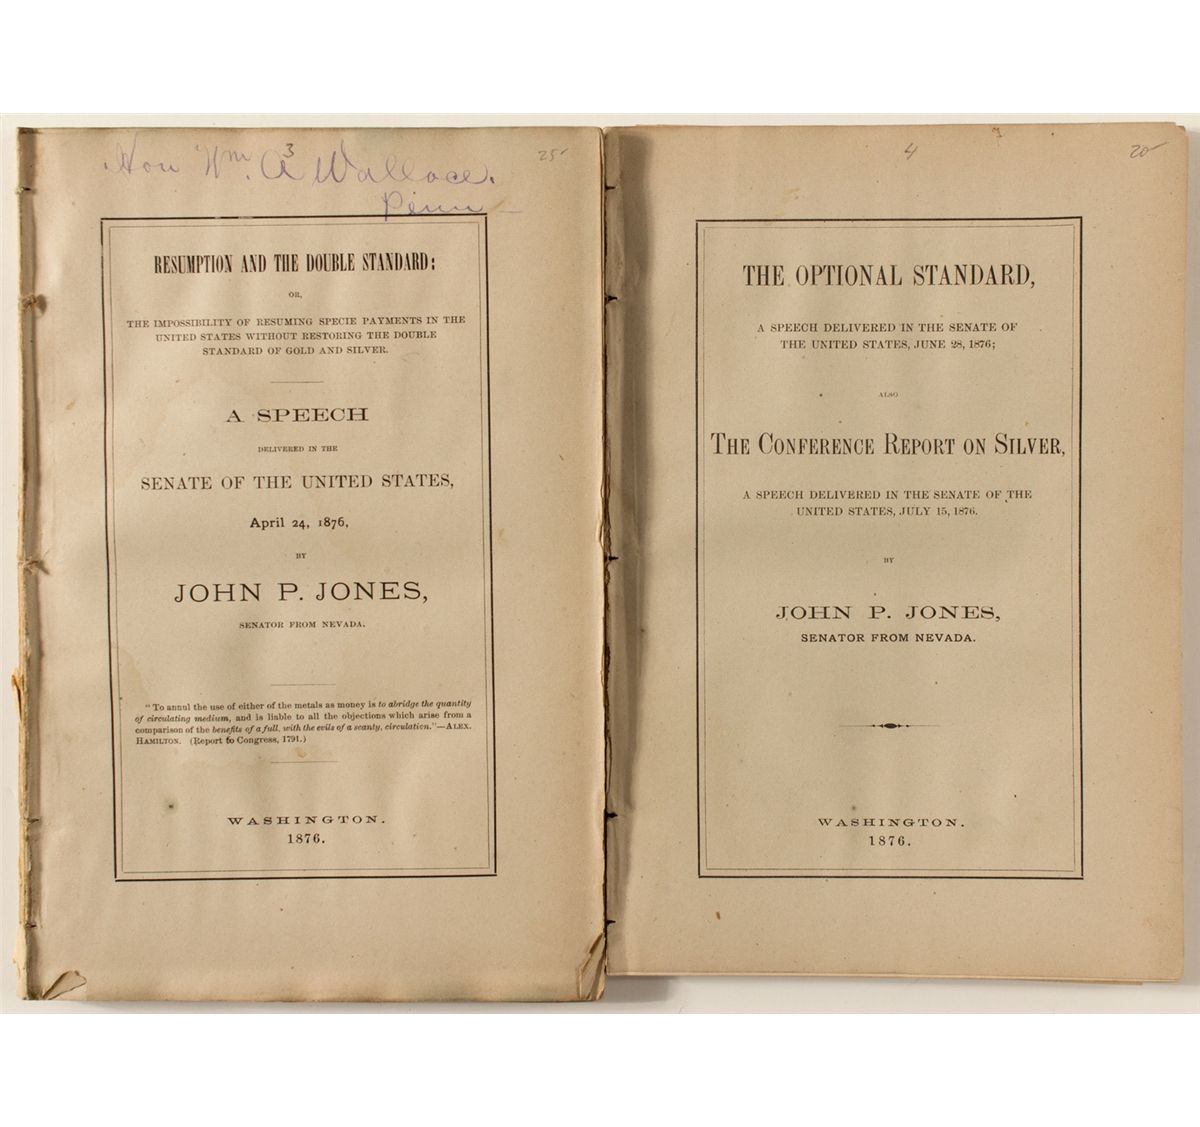 3
Hon Wm. A Wallace.
Penn
25
RESUMPTION AND THE DOUBLE STANDARD:
OR,
THE IMPOSSIBILITY OF RESUMING SPECIE PAYMENTS IN THE
UNITED STATES WITHOUT RESTORING THE DOUBLE
STANDARD OF GOLD AND SILVER.
A SPEECH
DELIVERED IN THE
SENATE OF THE UNITED STATES,
April 24, 1876,
BY
JOHN P. JONES,
SENATOR FROM NEVADA.
"To annul the use of either of the metals as money is to abridge the quantity
of circulating medium, and is liable to all the objections which arise from a
comparison of the benefits of a full, with the evils of a scanty, circulation."—ALEX.
HAMILTON. (Report to Congress, 1791.)
WASHINGTON.
1876.
4
20
THE OPTIONAL STANDARD,
A SPEECH DELIVERED IN THE SENATE OF
THE UNITED STATES, JUNE 28, 1876;
ALSO
THE CONFERENCE REPORT ON SILVER,
A SPEECH DELIVERED IN THE SENATE OF THE
UNITED STATES, JULY 15, 1876.
BY
JOHN P. JONES,
SENATOR FROM NEVADA.
WASHINGTON.
1876.